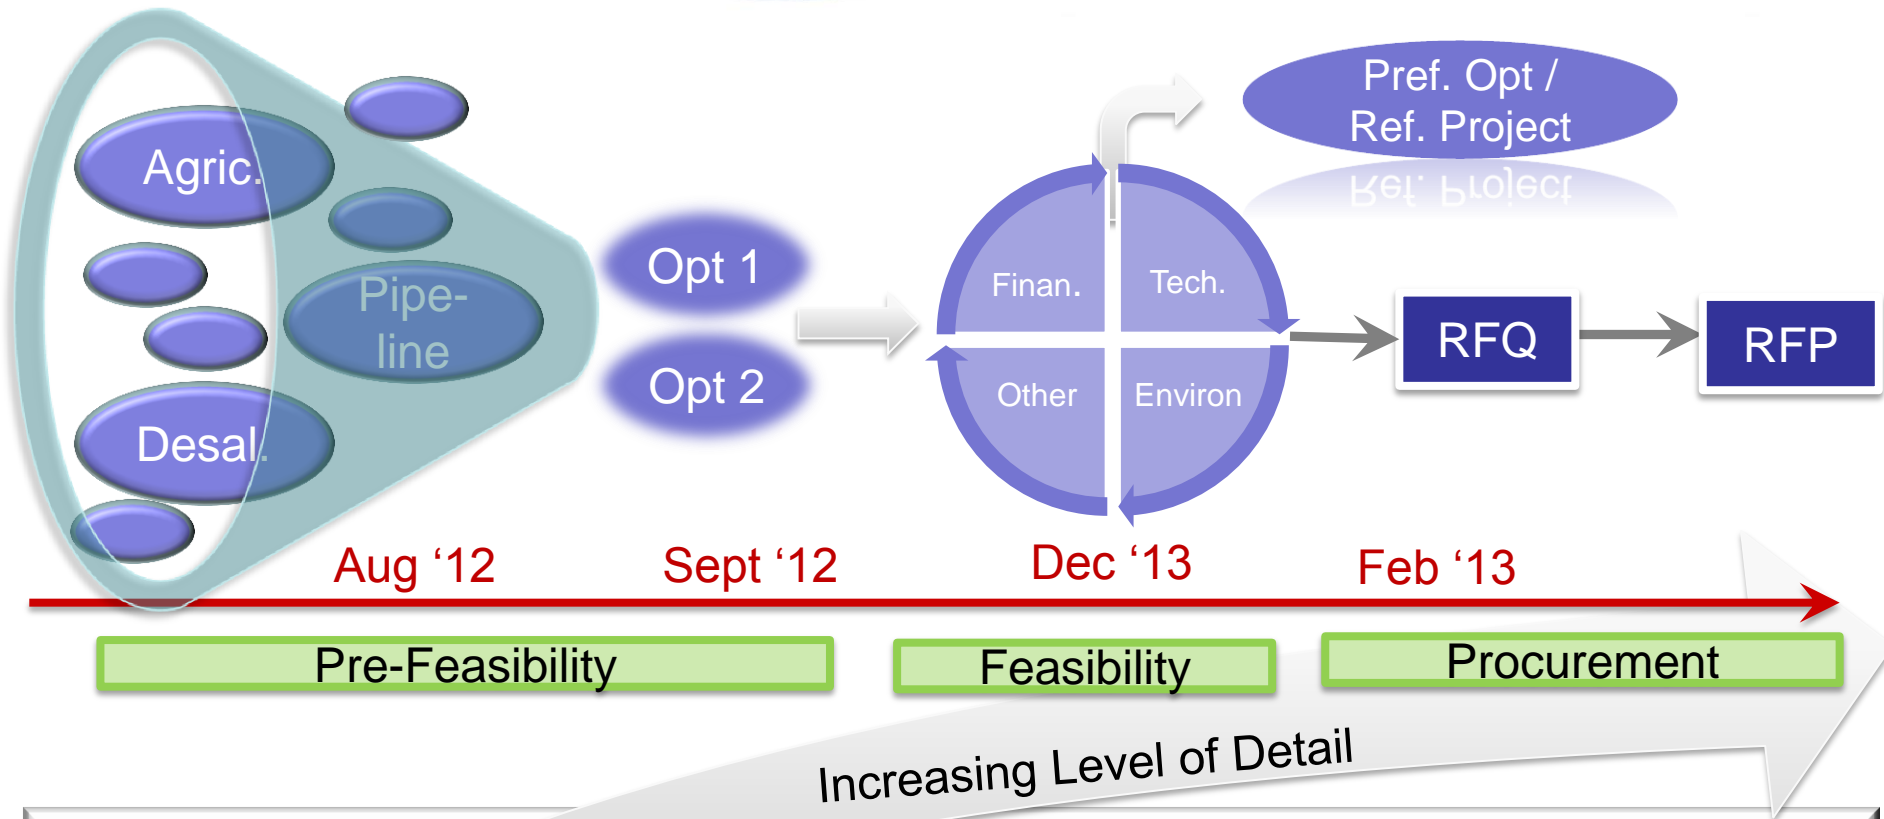 Agric.
Pipe-
line
Desal.
Opt 1
Opt 2
Finan.
Tech.
Other
Environ
Pref. Opt /
Ref. Project
Ref. Project
RFQ
RFP
Aug ‘12
Sept ‘12
Dec ‘13
Feb ‘13
Pre-Feasibility
Feasibility
Procurement
Increasing Level of Detail